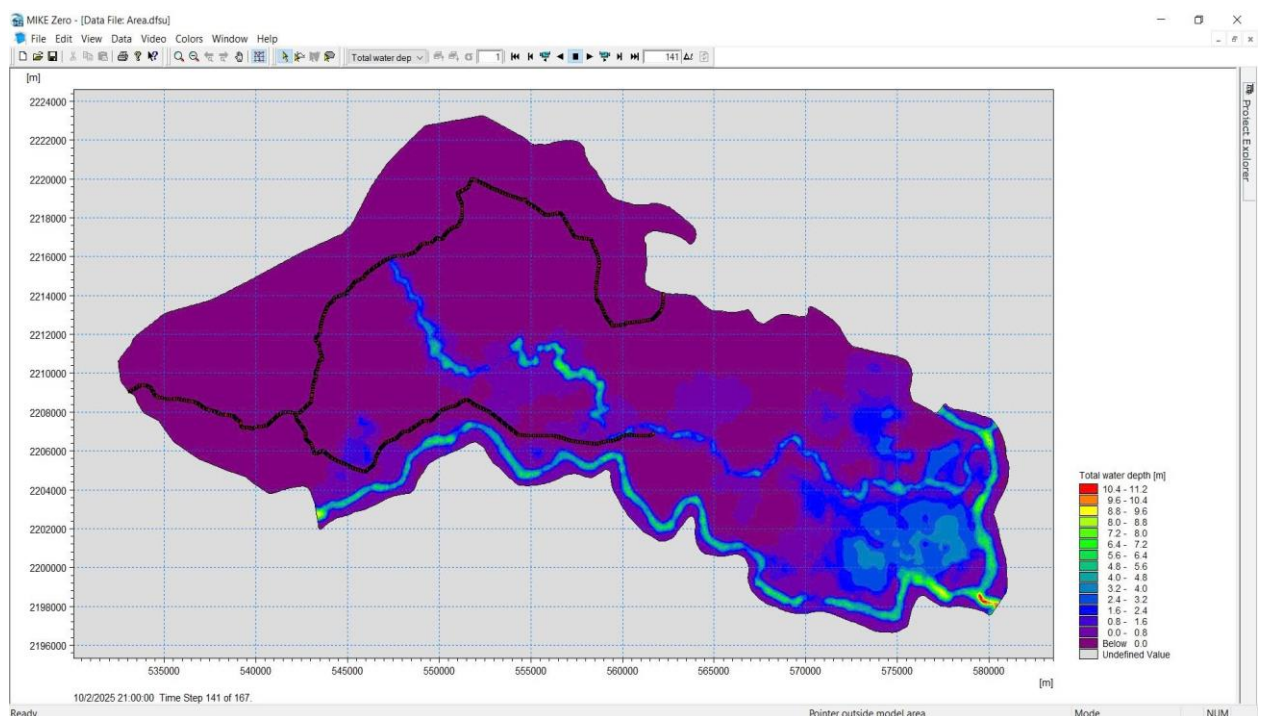 MIKE Zero - [Data File: Area.dfsu]
File Edit View Data Video Colors Window Help
Total water dep 1 141 Δt
[m]
2224000
2222000
2220000
2218000
2216000
2214000
2212000
2210000
2208000
2206000
2204000
2202000
2200000
2198000
2196000
535000 540000 545000 550000 555000 560000 565000 570000 575000 580000
[m]
Project Explorer
Total water depth [m]
10.4 - 11.2
9.6 - 10.4
8.8 - 9.6
8.0 - 8.8
7.2 - 8.0
6.4 - 7.2
5.6 - 6.4
4.8 - 5.6
4.0 - 4.8
3.2 - 4.0
2.4 - 3.2
1.6 - 2.4
0.8 - 1.6
0.0 - 0.8
Below 0.0
Undefined Value
10/2/2025 21:00:00 Time Step 141 of 167.
Ready Pointer outside model area Mode NUM